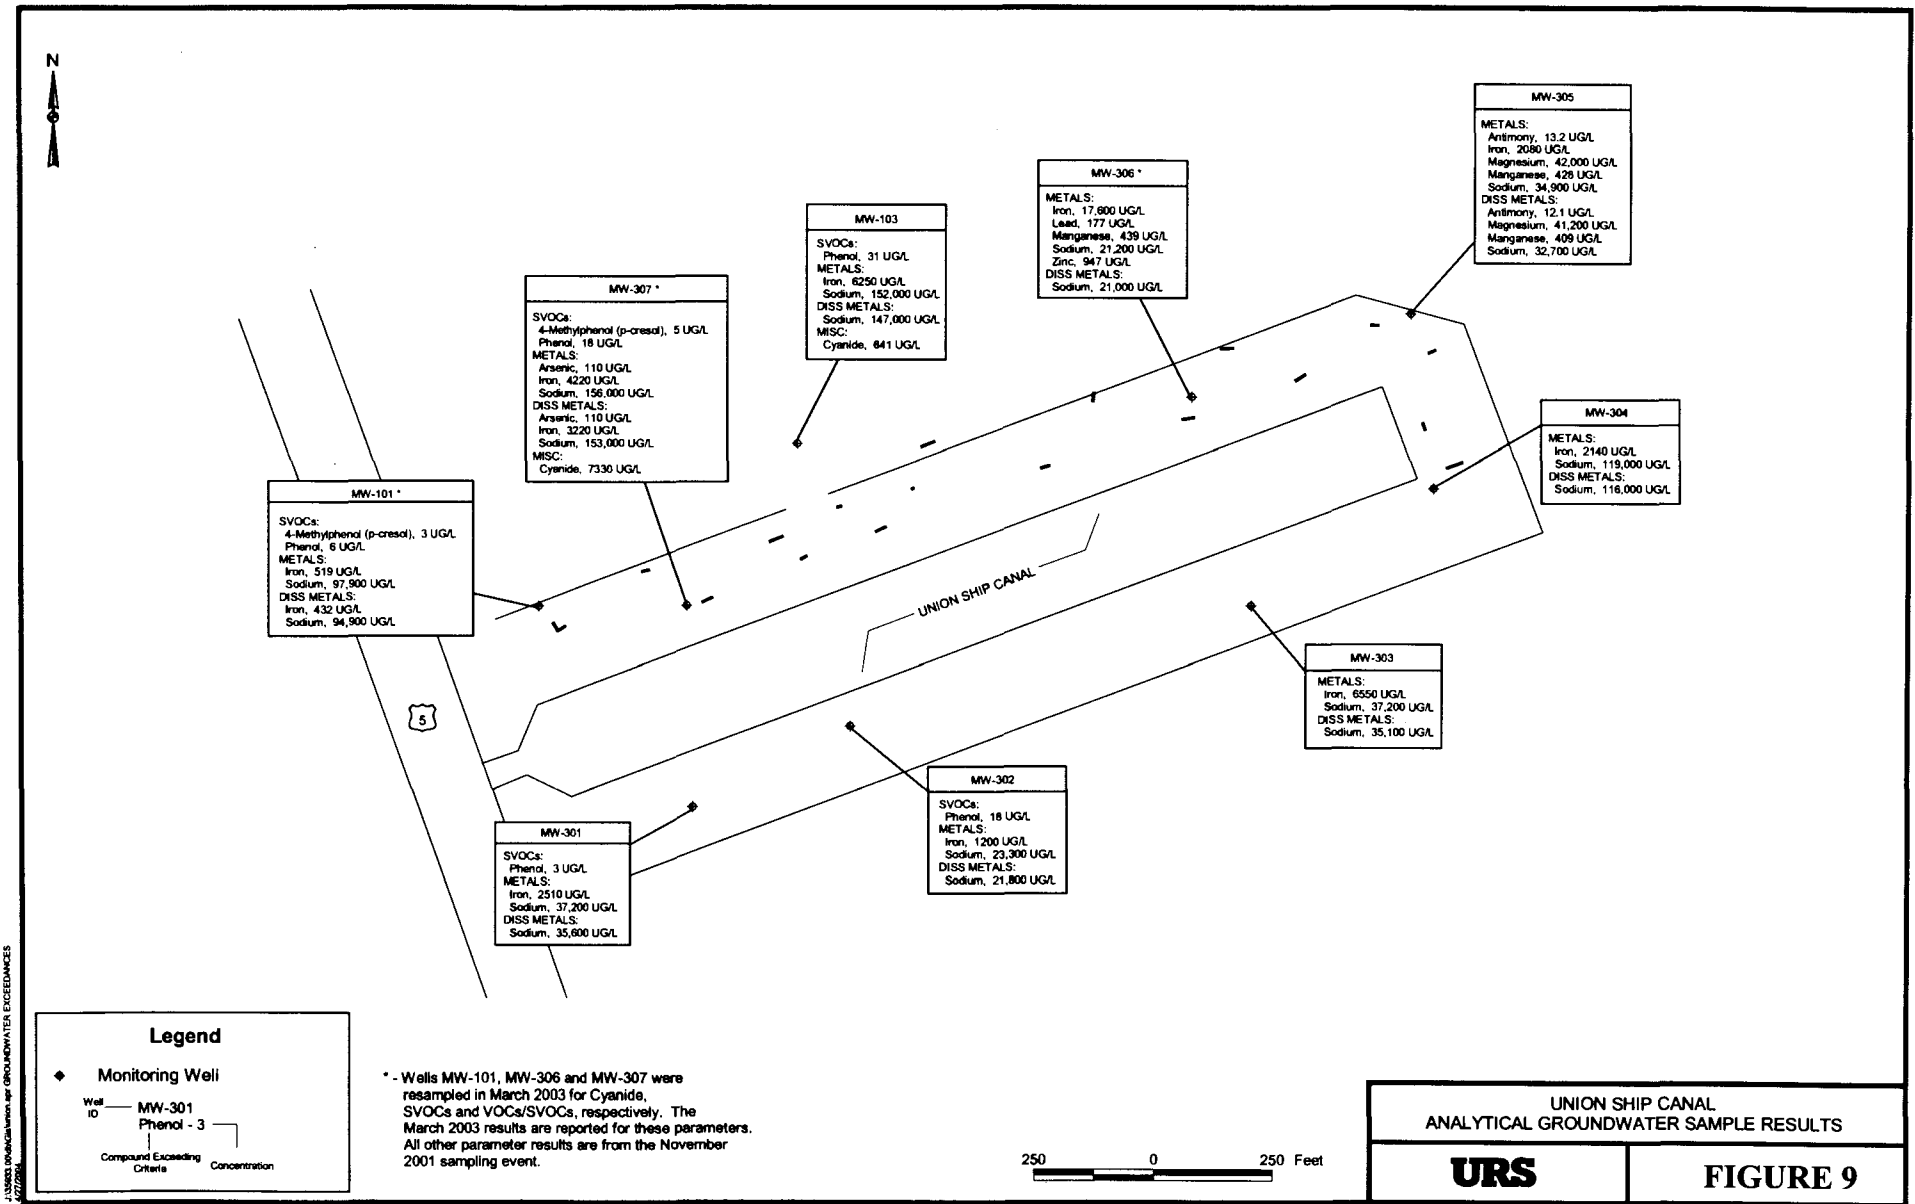 N
MW-305
METALS:
Antimony, 13.2 UG/L
Iron, 2080 UG/L
Magnesium, 42,000 UG/L
Manganese, 428 UG/L
Sodium, 34,900 UG/L
DISS METALS:
Antimony, 12.1 UG/L
Magnesium, 41,200 UG/L
Manganese, 409 UG/L
Sodium, 32,700 UG/L
MW-306 *
METALS:
Iron, 17,600 UG/L
Lead, 177 UG/L
Manganese, 439 UG/L
Sodium, 21,200 UG/L
Zinc, 947 UG/L
DISS METALS:
Sodium, 21,000 UG/L
MW-103
SVOCs:
Phenol, 31 UG/L
METALS:
Iron, 6250 UG/L
Sodium, 152,000 UG/L
DISS METALS:
Sodium, 147,000 UG/L
MISC:
Cyanide, 641 UG/L
MW-307 *
SVOCs:
4-Methylphenol (p-cresol), 5 UG/L
Phenol, 18 UG/L
METALS:
Arsenic, 110 UG/L
Iron, 4220 UG/L
Sodium, 156,000 UG/L
DISS METALS:
Arsenic, 110 UG/L
Iron, 3220 UG/L
Sodium, 153,000 UG/L
MISC:
Cyanide, 7330 UG/L
MW-304
METALS:
Iron, 2140 UG/L
Sodium, 119,000 UG/L
DISS METALS:
Sodium, 116,000 UG/L
MW-101 *
SVOCs:
4-Methylphenol (p-cresol), 3 UG/L
Phenol, 6 UG/L
METALS:
Iron, 519 UG/L
Sodium, 97,900 UG/L
DISS METALS:
Iron, 432 UG/L
Sodium, 94,900 UG/L
UNION SHIP CANAL
5
MW-303
METALS:
Iron, 6550 UG/L
Sodium, 37,200 UG/L
DISS METALS:
Sodium, 35,100 UG/L
MW-302
SVOCs:
Phenol, 18 UG/L
METALS:
Iron, 1200 UG/L
Sodium, 23,300 UG/L
DISS METALS:
Sodium, 21,800 UG/L
MW-301
SVOCs:
Phenol, 3 UG/L
METALS:
Iron, 2510 UG/L
Sodium, 37,200 UG/L
DISS METALS:
Sodium, 35,600 UG/L
Legend
Monitoring Well
Well
ID
MW-301
Phenol - 3
Compound Exceeding
Criteria
Concentration
* - Wells MW-101, MW-306 and MW-307 were
resampled in March 2003 for Cyanide,
SVOCs and VOCs/SVOCs, respectively. The
March 2003 results are reported for these parameters.
All other parameter results are from the November
2001 sampling event.
250 0 250 Feet
UNION SHIP CANAL
ANALYTICAL GROUNDWATER SAMPLE RESULTS
URS
FIGURE 9
GROUNDWATER EXCEEDANCES
4/27/2004